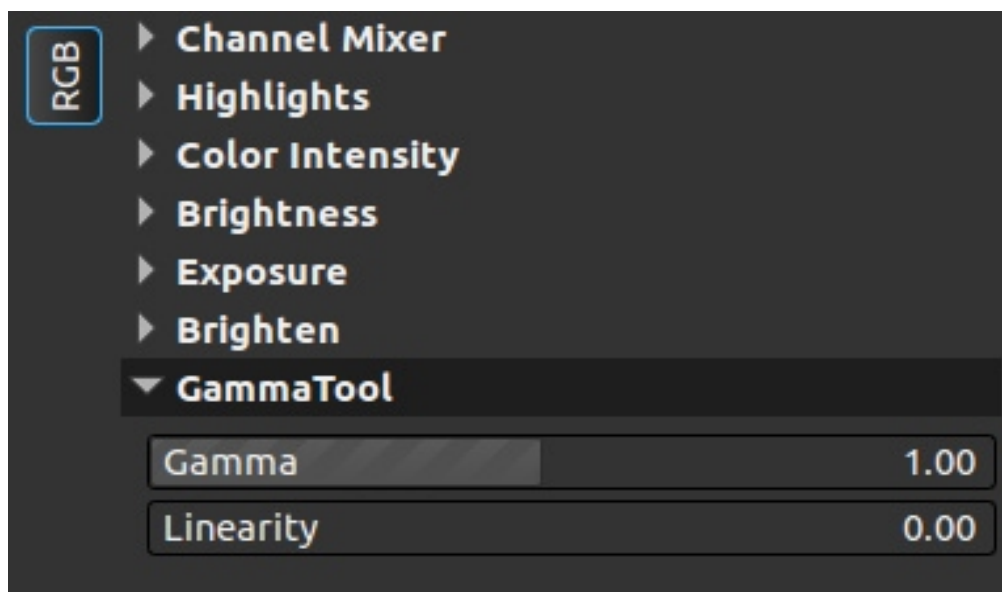 RGB
Channel Mixer
Highlights
Color Intensity
Brightness
Exposure
Brighten
GammaTool
Gamma 1.00
Linearity 0.00